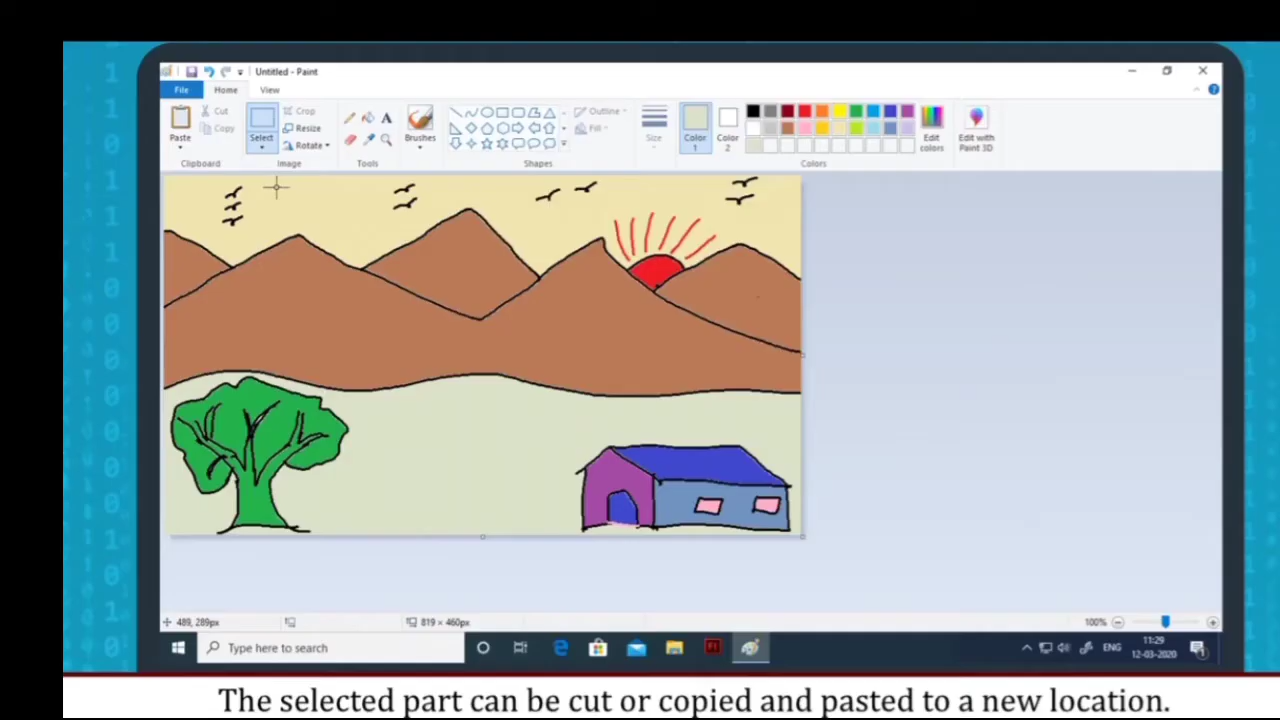 Untitled - Paint
File Home View
Paste
Cut
Copy
Clipboard
Select
Crop
Resize
Rotate
Image
A
Tools
Brushes
Outline
Fill
Shapes
Size
Color
1
Color
2
Edit
colors
Colors
Edit with
Paint 3D
489, 289px
819 × 460px
100%
Type here to search
ENG
11:29
12-03-2020
The selected part can be cut or copied and pasted to a new location.